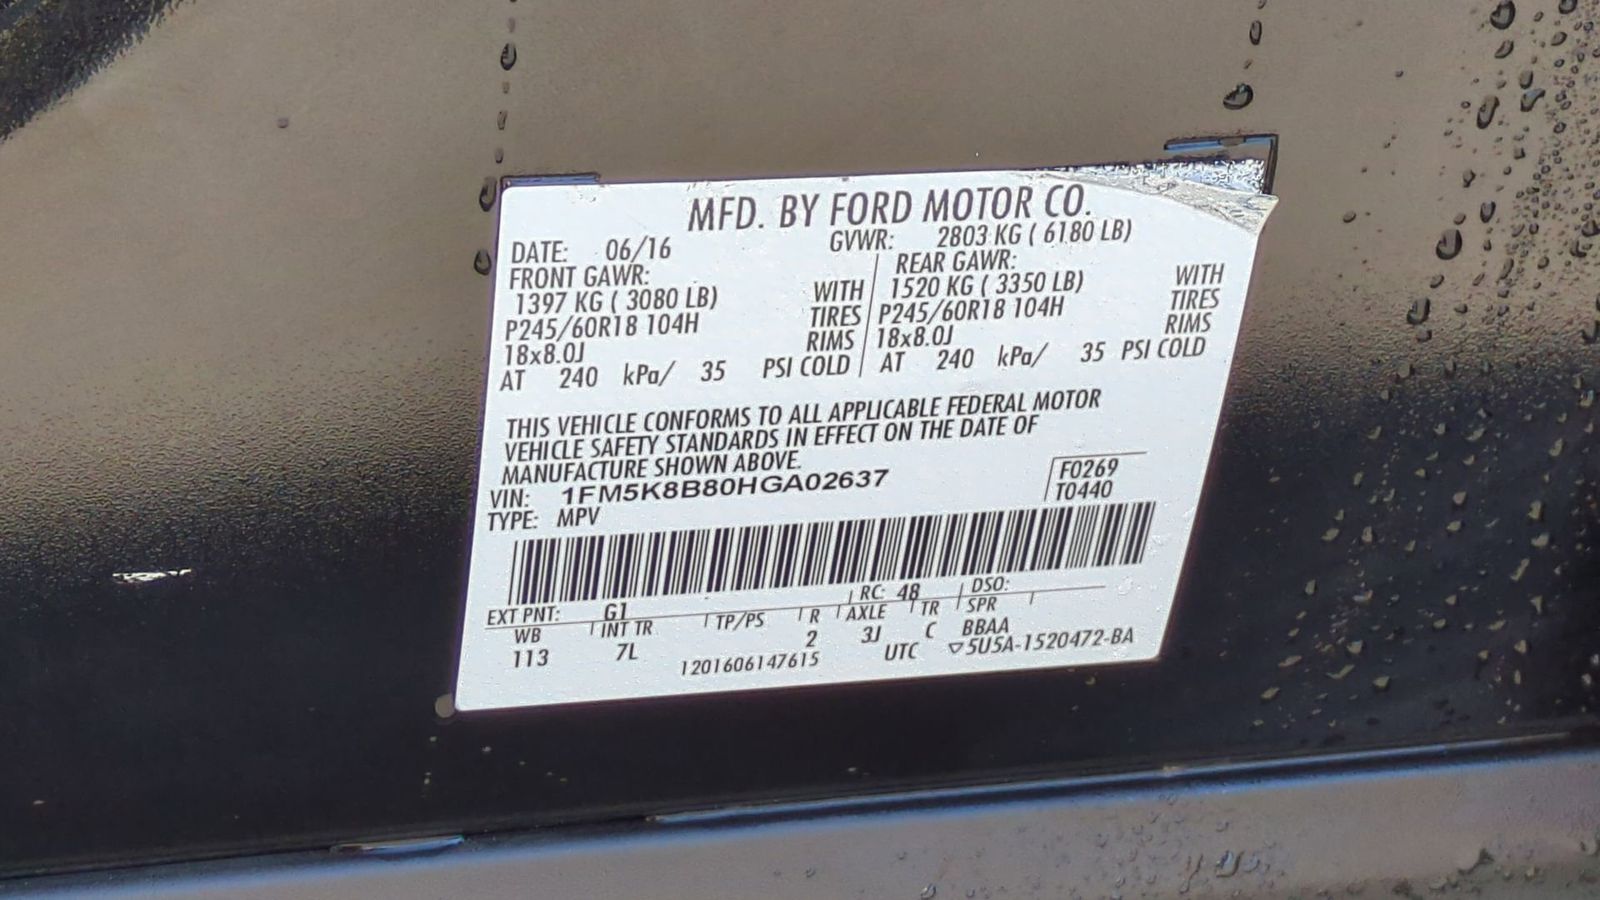 MFD. BY FORD MOTOR CO.
DATE: 06/16 GVWR: 2803 KG ( 6180 LB)
FRONT GAWR: REAR GAWR:
1397 KG ( 3080 LB) WITH 1520 KG ( 3350 LB) WITH
P245/60R18 104H TIRES P245/60R18 104H TIRES
18x8.0J RIMS 18x8.0J RIMS
AT 240 kPa/ 35 PSI COLD AT 240 kPa/ 35 PSI COLD
THIS VEHICLE CONFORMS TO ALL APPLICABLE FEDERAL MOTOR
VEHICLE SAFETY STANDARDS IN EFFECT ON THE DATE OF
MANUFACTURE SHOWN ABOVE.
VIN: 1FM5K8B80HGA02637 F0269
TYPE: MPV T0440
EXT PNT: G1 RC: 48 DSO:
WB INT TR TP/PS R AXLE TR SPR
113 7L 2 3J C BBAA
1201606147615 UTC ▽5U5A-1520472-BA